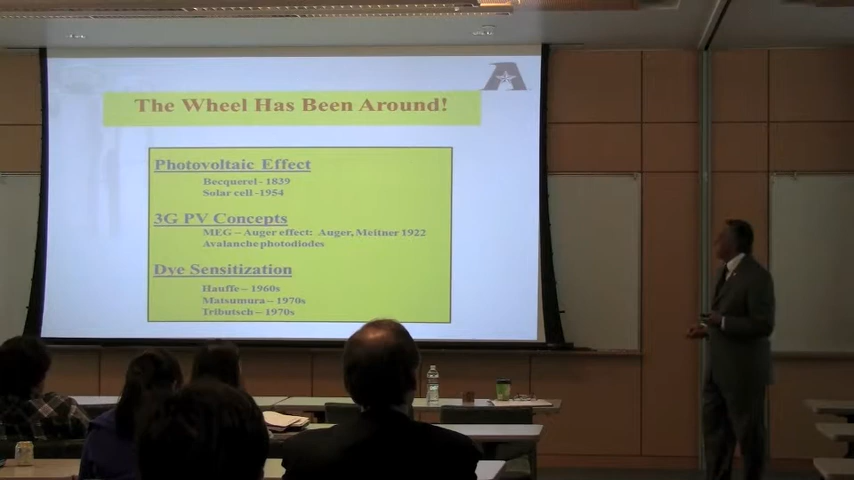 A
The Wheel Has Been Around!
Photovoltaic Effect
Becquerel - 1839
Solar cell -1954
3G PV Concepts
MEG – Auger effect: Auger, Meitner 1922
Avalanche photodiodes
Dye Sensitization
Hauffe – 1960s
Matsumura – 1970s
Tributsch – 1970s